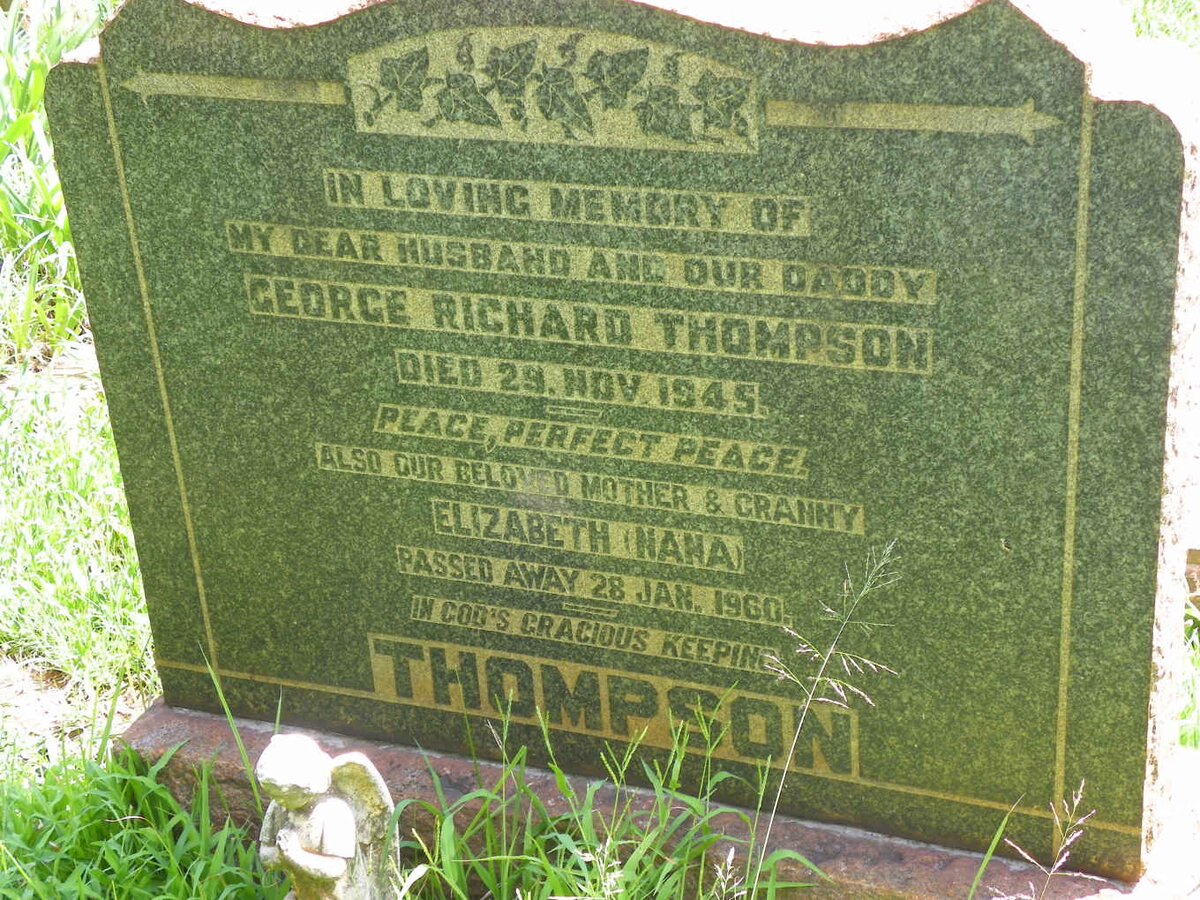 IN LOVING MEMORY OF
MY DEAR HUSBAND AND OUR DADDY
GEORGE RICHARD THOMPSON
DIED 29. NOV. 1945.
PEACE, PERFECT PEACE.
ALSO OUR BELOVED MOTHER & GRANNY
ELIZABETH (NANA)
PASSED AWAY 28 JAN. 1960.
IN GOD'S GRACIOUS KEEPING
THOMPSON